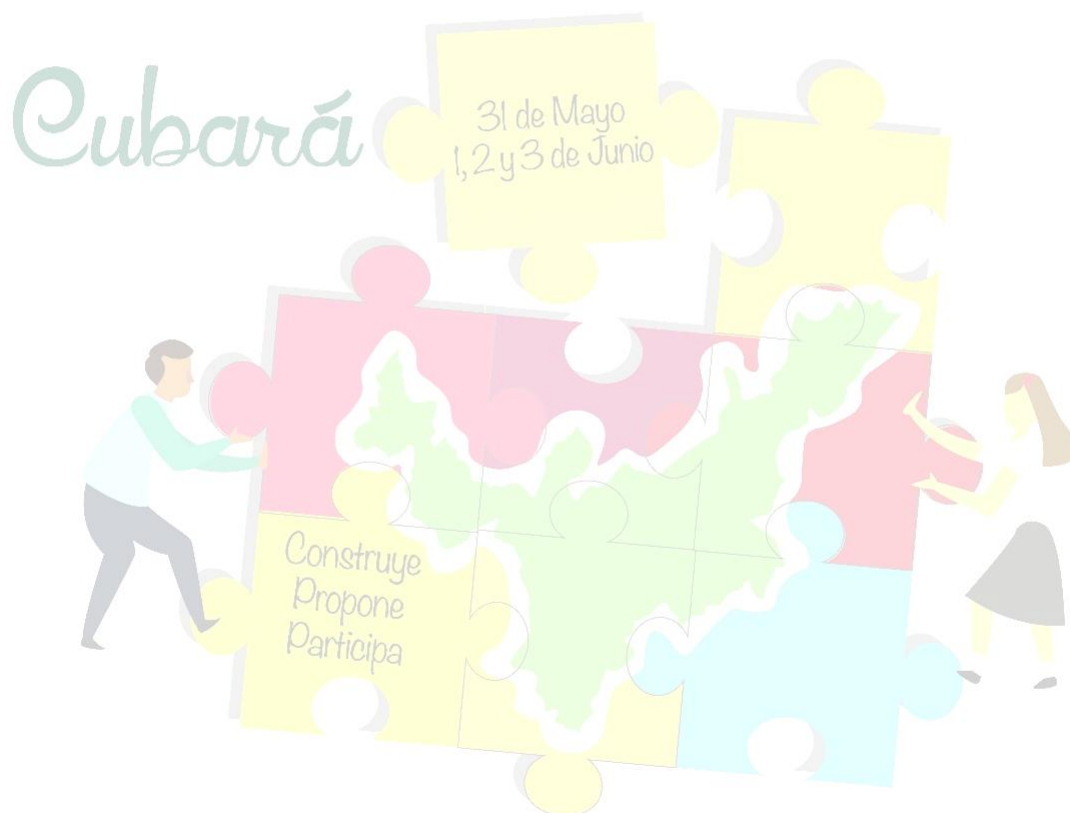 Cubará
31 de Mayo
1, 2 y 3 de Junio
Construye
Propone
Participa